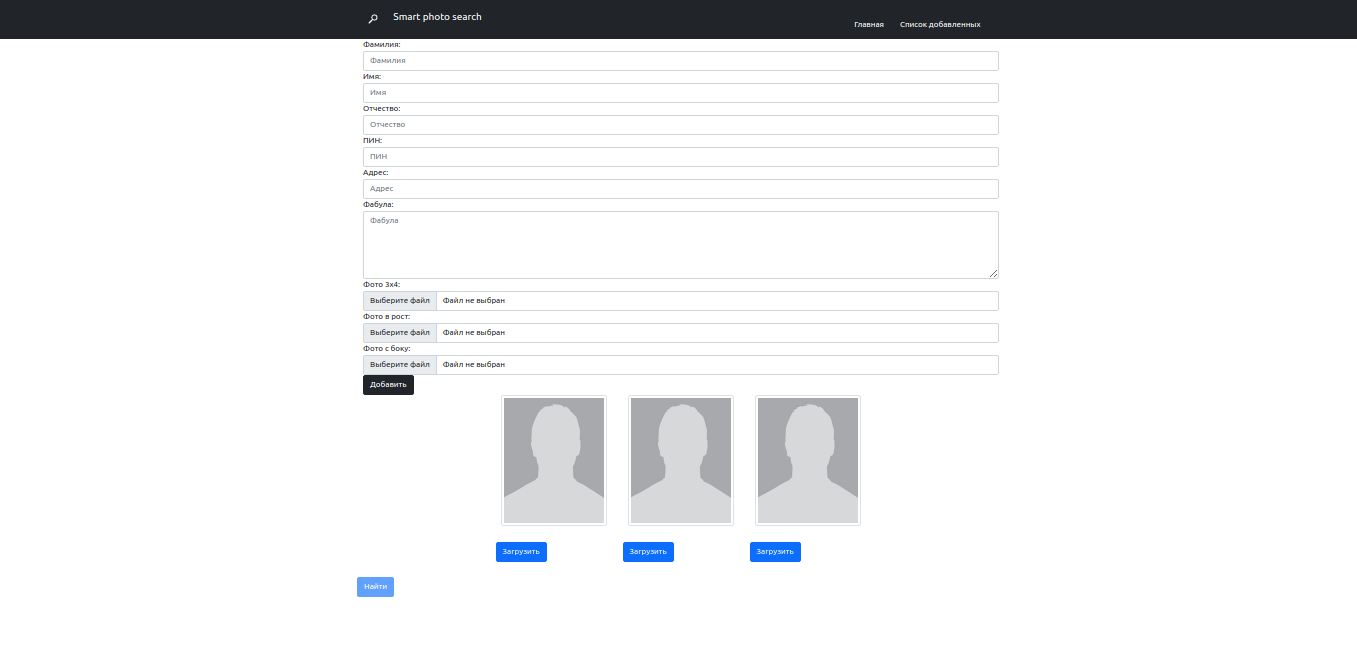 Smart photo search
Главная Список добавленных
Фамилия:
Фамилия
Имя:
Имя
Отчество:
Отчество
ПИН:
ПИН
Адрес:
Адрес
Фабула:
Фабула
Фото 3х4:
Выберите файл Файл не выбран
Фото в рост:
Выберите файл Файл не выбран
Фото с боку:
Выберите файл Файл не выбран
Добавить
Загрузить Загрузить Загрузить
Найти